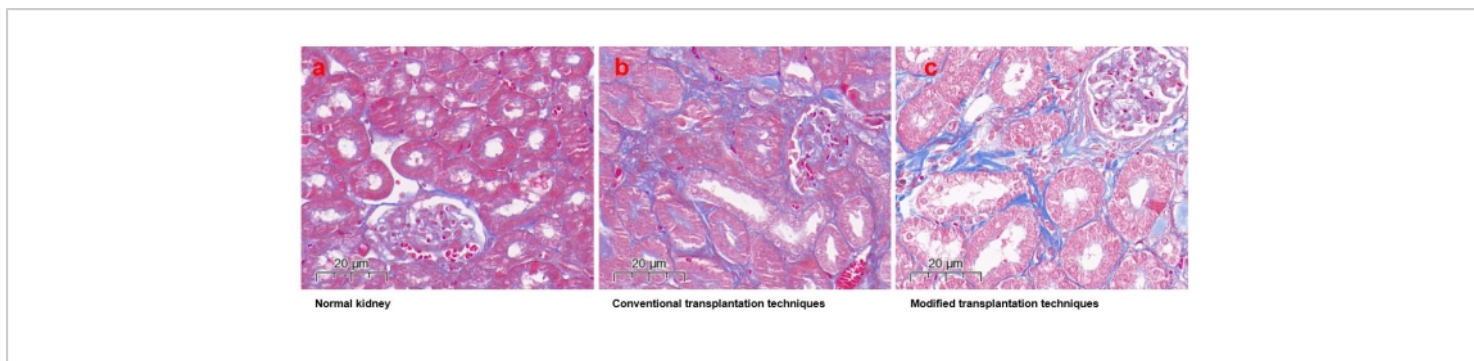 a
b
c
20 µm
20 µm
20 µm
Normal kidney
Conventional transplantation techniques
Modified transplantation techniques